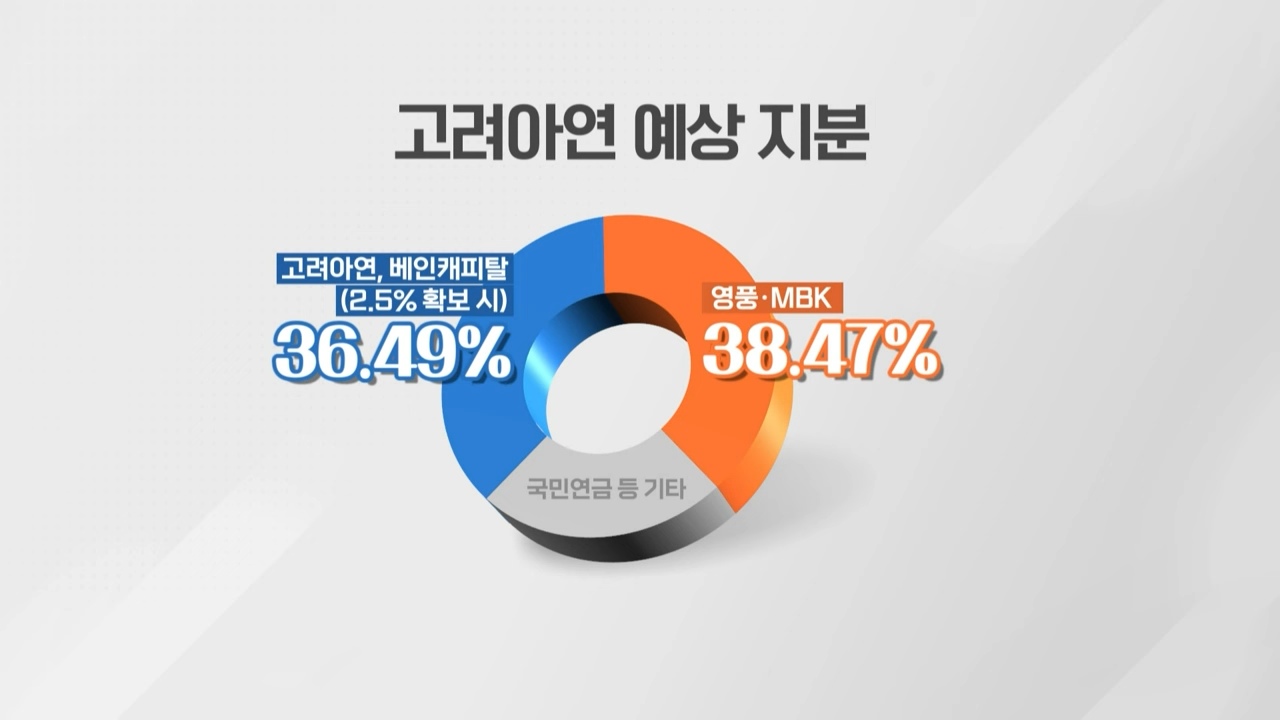 고려아연 예상 지분
고려아연, 베인캐피탈
(2.5% 확보 시)
36.49%
영풍·MBK
38.47%
국민연금 등 기타